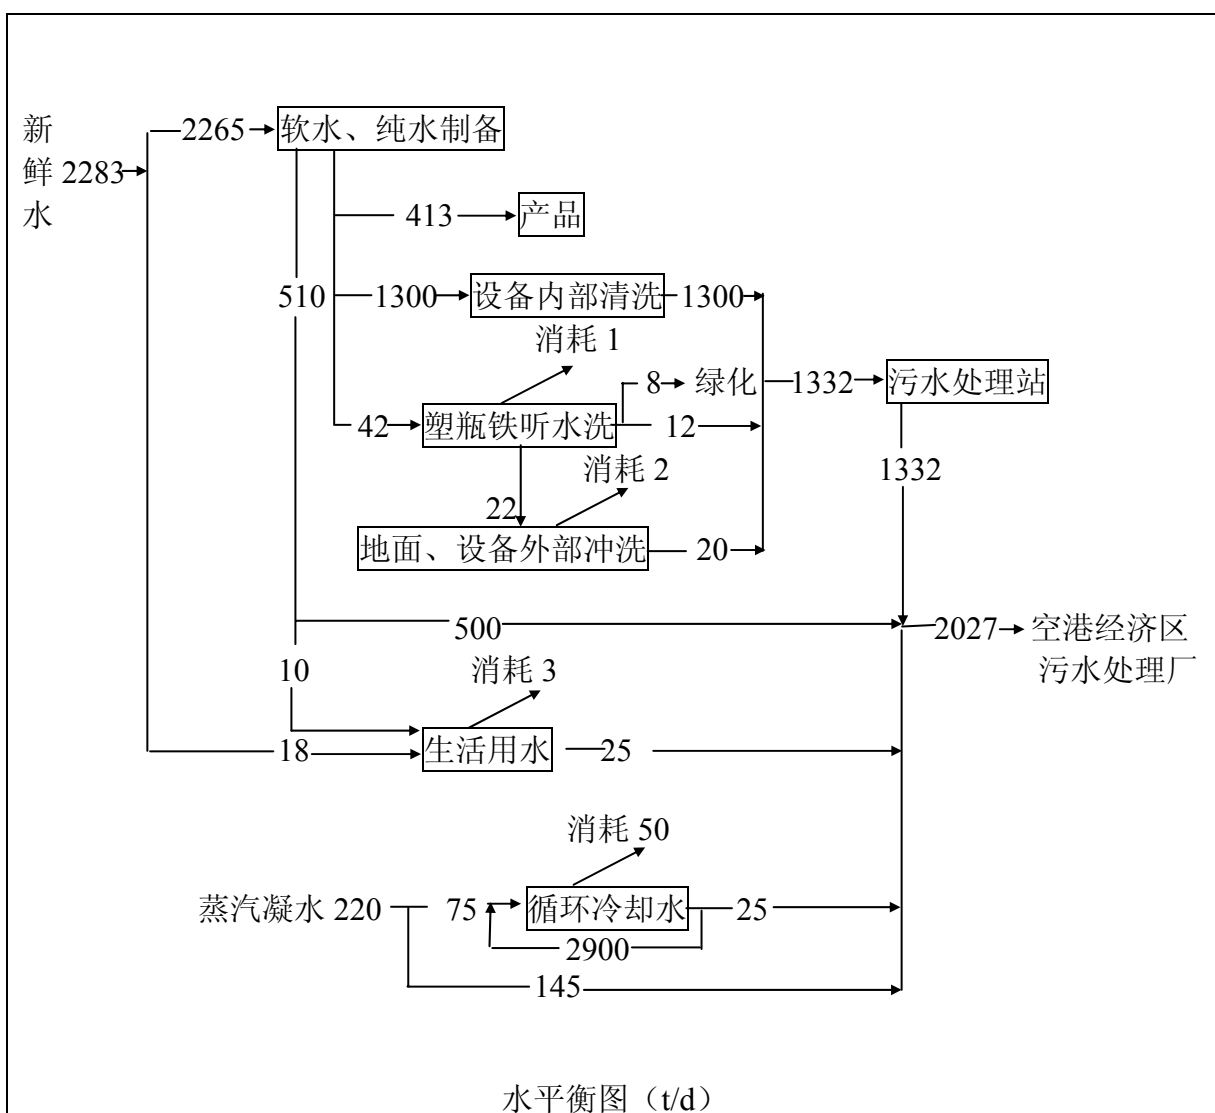 新
鲜
水
2283
2265
软水、纯水制备
413
产品
510
1300
设备内部清洗
1300
消耗 1
8
绿化
1332
污水处理站
42
塑瓶铁听水洗
12
消耗 2
1332
22
地面、设备外部冲洗
20
500
2027
空港经济区
污水处理厂
10
消耗 3
18
生活用水
25
消耗 50
蒸汽凝水 220
75
循环冷却水
25
2900
145
水平衡图（t/d）